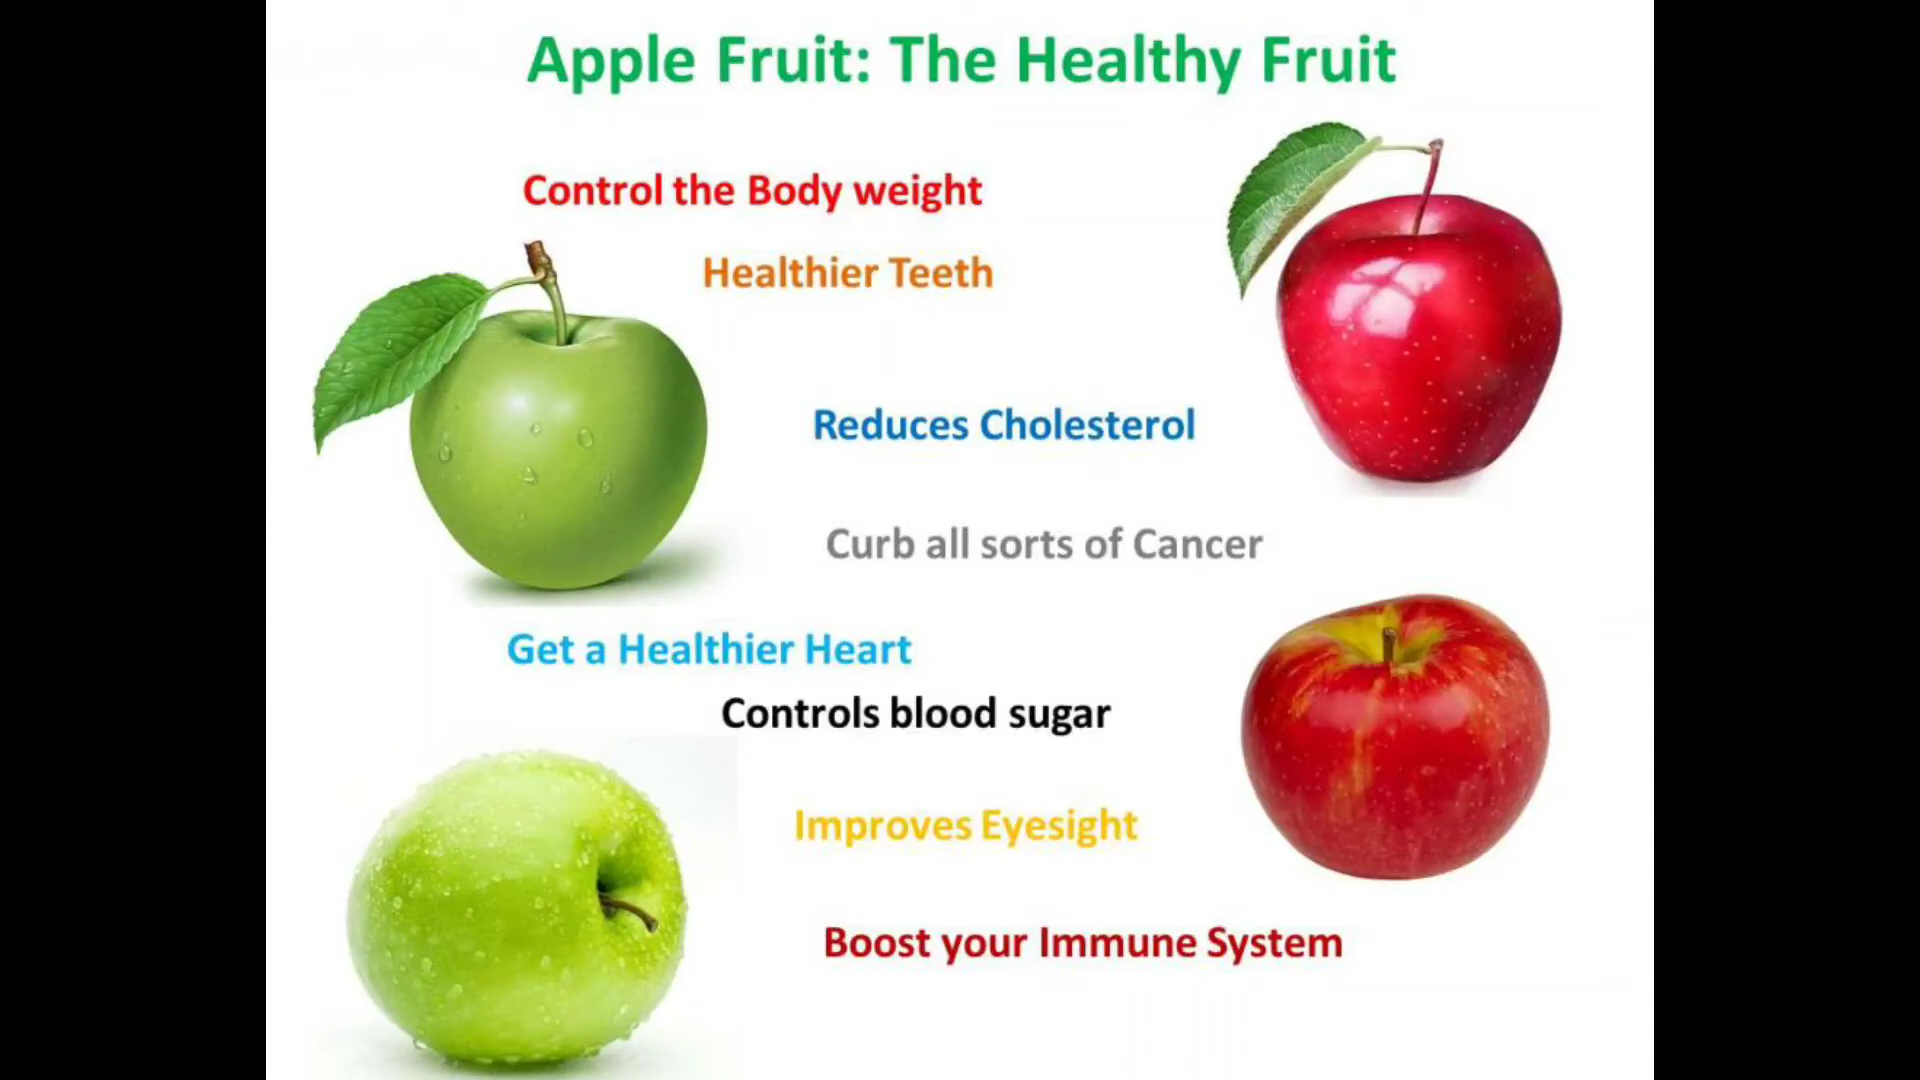 Apple Fruit: The Healthy Fruit
Control the Body weight
Healthier Teeth
Reduces Cholesterol
Curb all sorts of Cancer
Get a Healthier Heart
Controls blood sugar
Improves Eyesight
Boost your Immune System